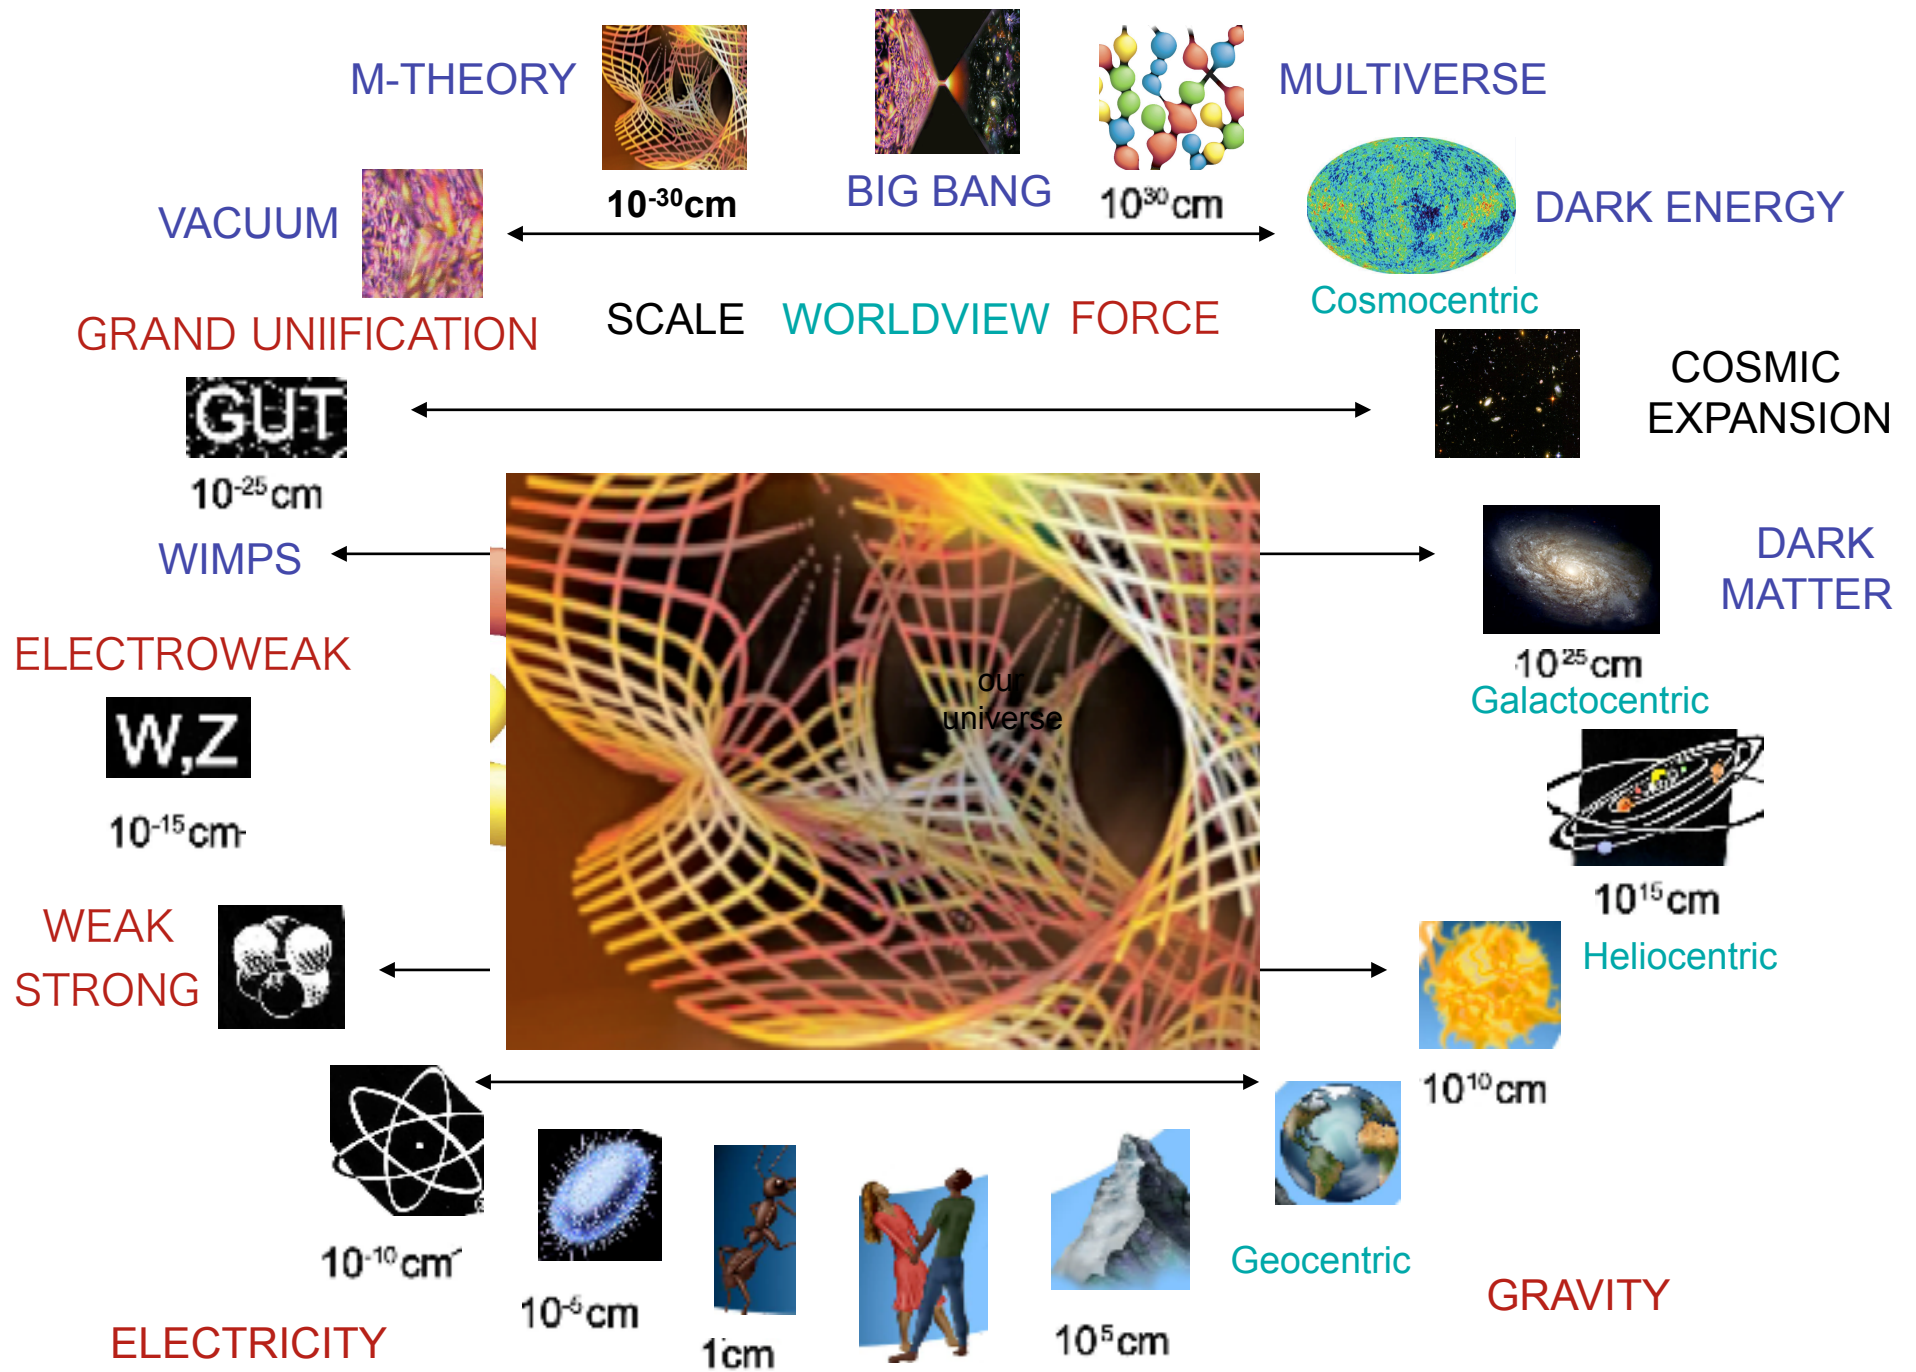 M-THEORY
MULTIVERSE
BIG BANG
10⁻³⁰cm
10³⁰cm
VACUUM
DARK ENERGY
Cosmocentric
GRAND UNIIFICATION
SCALE WORLDVIEW FORCE
COSMIC
EXPANSION
GUT
10⁻²⁵cm
WIMPS
DARK
MATTER
ELECTROWEAK
our
universe
10²⁵cm
Galactocentric
W,Z
10⁻¹⁵cm
10¹⁵cm
WEAK
STRONG
Heliocentric
10¹⁰cm
10⁻¹⁰cm
Geocentric
GRAVITY
10⁻⁵cm
10⁵cm
1cm
ELECTRICITY